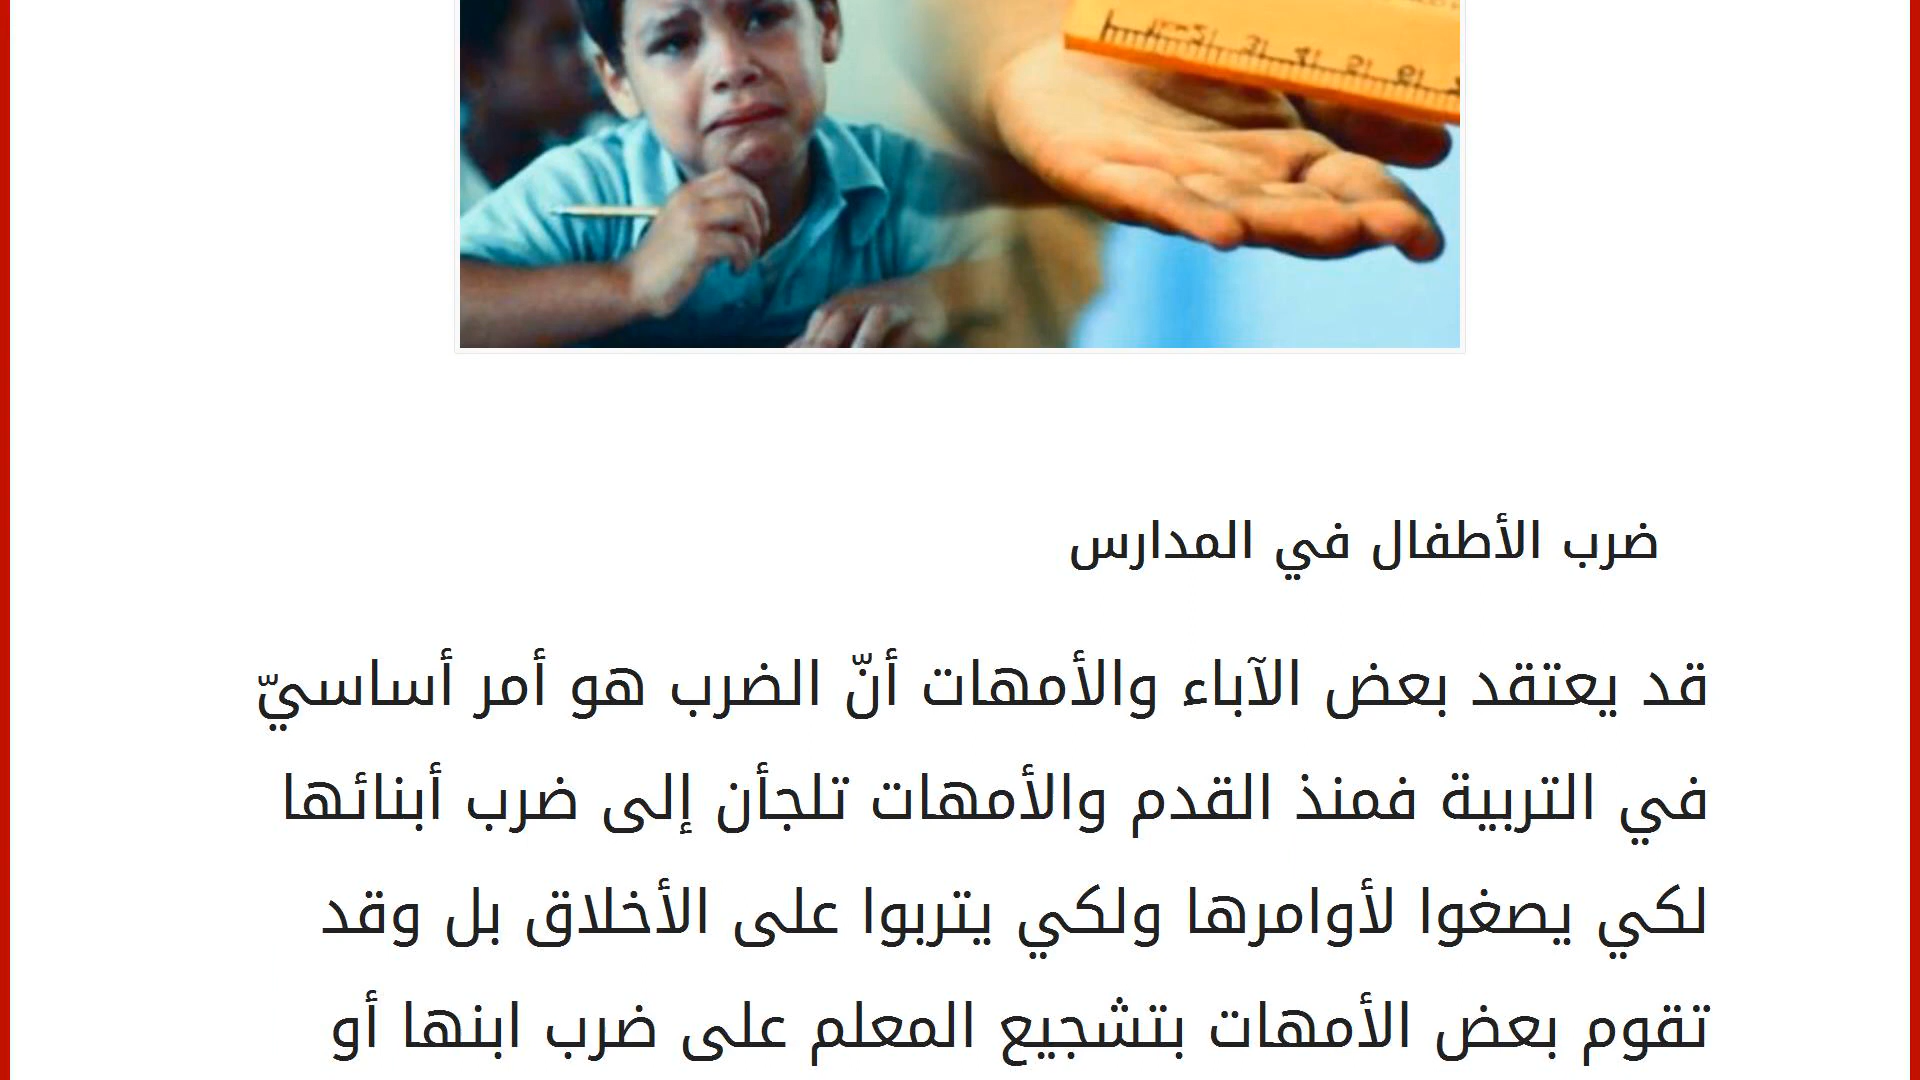 ضرب الأطفال في المدارس
قد يعتقد بعض الآباء والأمهات أنّ الضرب هو أمر أساسيّ
في التربية فمنذ القدم والأمهات تلجأن إلى ضرب أبنائها
لكي يصغوا لأوامرها ولكي يتربوا على الأخلاق بل وقد
تقوم بعض الأمهات بتشجيع المعلم على ضرب ابنها أو